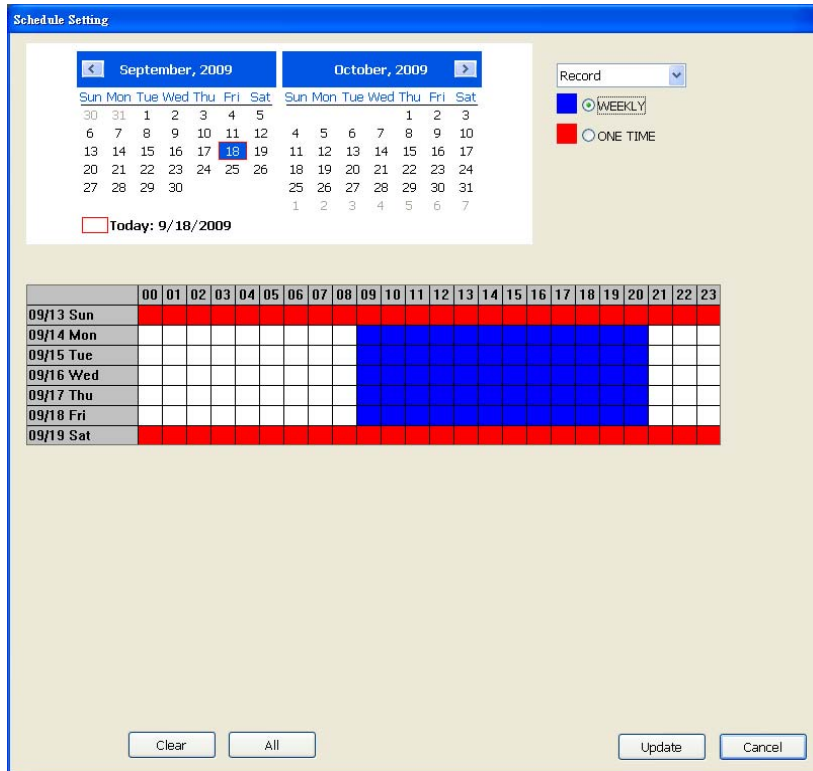 Schedule Setting
September, 2009
Sun Mon Tue Wed Thu Fri Sat
30 31 1 2 3 4 5
6 7 8 9 10 11 12
13 14 15 16 17 18 19
20 21 22 23 24 25 26
27 28 29 30
Today: 9/18/2009
October, 2009
Sun Mon Tue Wed Thu Fri Sat
1 2 3
4 5 6 7 8 9 10
11 12 13 14 15 16 17
18 19 20 21 22 23 24
25 26 27 28 29 30 31
1 2 3 4 5 6 7
Record
WEEKLY
ONE TIME
00 01 02 03 04 05 06 07 08 09 10 11 12 13 14 15 16 17 18 19 20 21 22 23
09/13 Sun
09/14 Mon
09/15 Tue
09/16 Wed
09/17 Thu
09/18 Fri
09/19 Sat
Clear
All
Update
Cancel